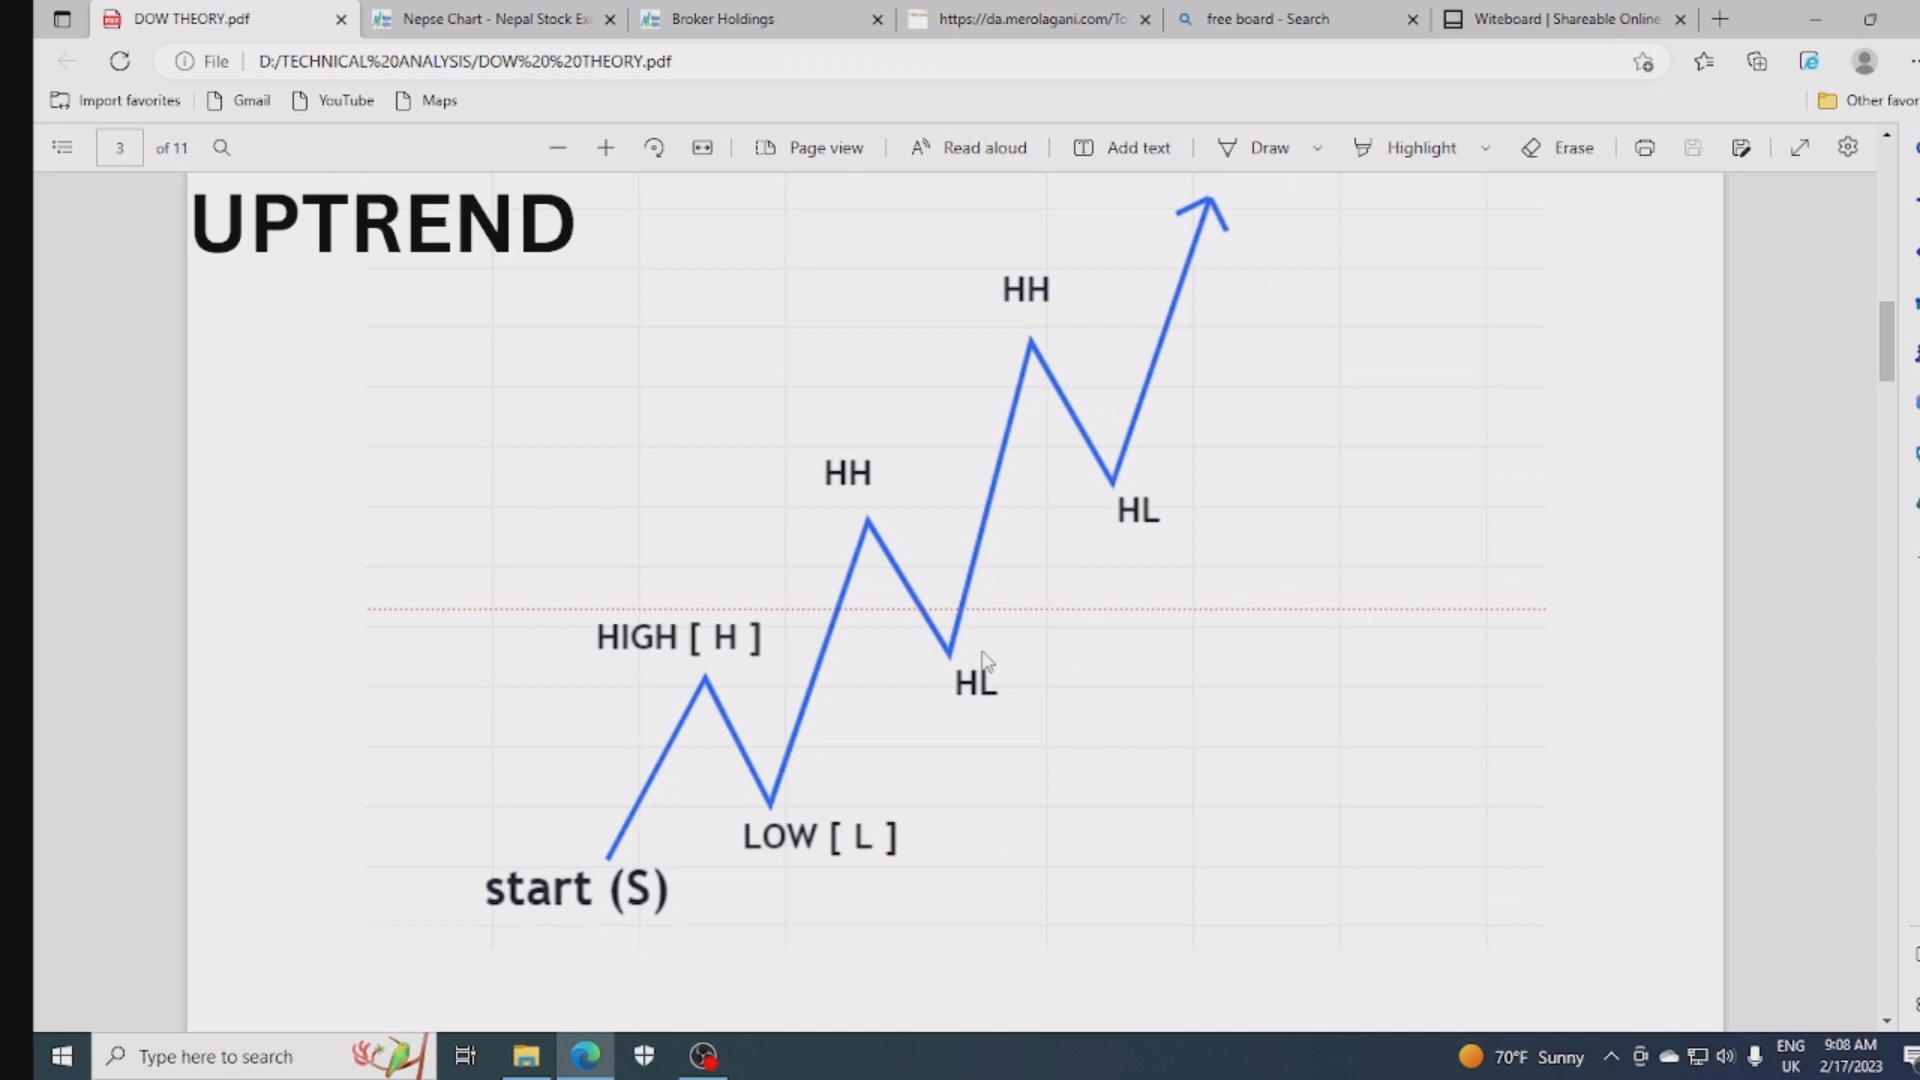 DOW THEORY.pdf
Nepse Chart - Nepal Stock Ex
Broker Holdings
https://da.merolagani.com/To
free board - Search
Witeboard | Shareable Online
File
D:/TECHNICAL%20ANALYSIS/DOW%20%20THEORY.pdf
Import favorites
Gmail
YouTube
Maps
Other favor
3 of 11
Page view
Read aloud
Add text
Draw
Highlight
Erase
UPTREND
HH
HH
HL
HIGH [ H ]
HL
LOW [ L ]
start (S)
Type here to search
70°F Sunny
ENG
UK
9:08 AM
2/17/2023